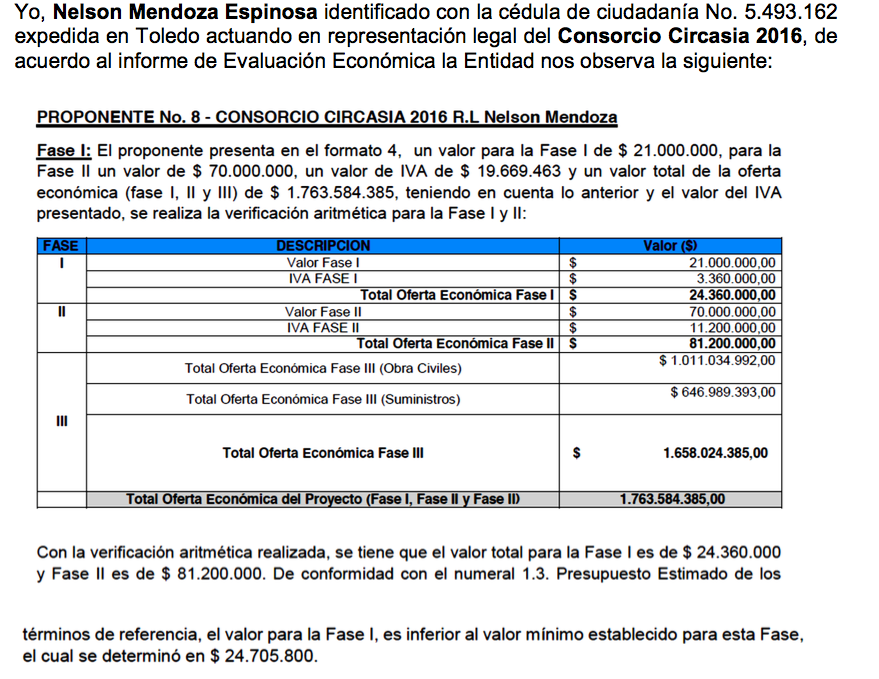 Yo, Nelson Mendoza Espinosa identificado con la cédula de ciudadanía No. 5.493.162
expedida en Toledo actuando en representación legal del Consorcio Circasia 2016, de
acuerdo al informe de Evaluación Económica la Entidad nos observa la siguiente:
PROPONENTE No. 8 - CONSORCIO CIRCASIA 2016 R.L Nelson Mendoza
Fase I: El proponente presenta en el formato 4, un valor para la Fase I de $ 21.000.000, para la
Fase II un valor de $ 70.000.000, un valor de IVA de $ 19.669.463 y un valor total de la oferta
económica (fase I, II y III) de $ 1.763.584.385, teniendo en cuenta lo anterior y el valor del IVA
presentado, se realiza la verificación aritmética para la Fase I y II:
FASE DESCRIPCION Valor ($)
I Valor Fase I $ 21.000.000,00
IVA FASE I $ 3.360.000,00
Total Oferta Económica Fase I $ 24.360.000,00
II Valor Fase II $ 70.000.000,00
IVA FASE II $ 11.200.000,00
Total Oferta Económica Fase II $ 81.200.000,00
Total Oferta Económica Fase III (Obra Civiles) $ 1.011.034.992,00
Total Oferta Económica Fase III (Suministros) $ 646.989.393,00
III
Total Oferta Económica Fase III $ 1.658.024.385,00
Total Oferta Económica del Proyecto (Fase I, Fase II y Fase II) 1.763.584.385,00
Con la verificación aritmética realizada, se tiene que el valor total para la Fase I es de $ 24.360.000
y Fase II es de $ 81.200.000. De conformidad con el numeral 1.3. Presupuesto Estimado de los
términos de referencia, el valor para la Fase I, es inferior al valor mínimo establecido para esta Fase,
el cual se determinó en $ 24.705.800.